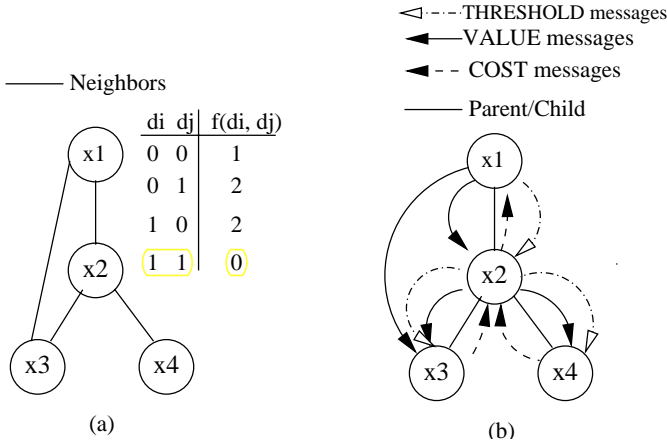 Neighbors
di dj f(di, dj)
0 0 1
0 1 2
1 0 2
1 1 0
x1
x2
x3
x4
(a)
THRESHOLD messages
VALUE messages
COST messages
Parent/Child
x1
x2
x3
x4
(b)